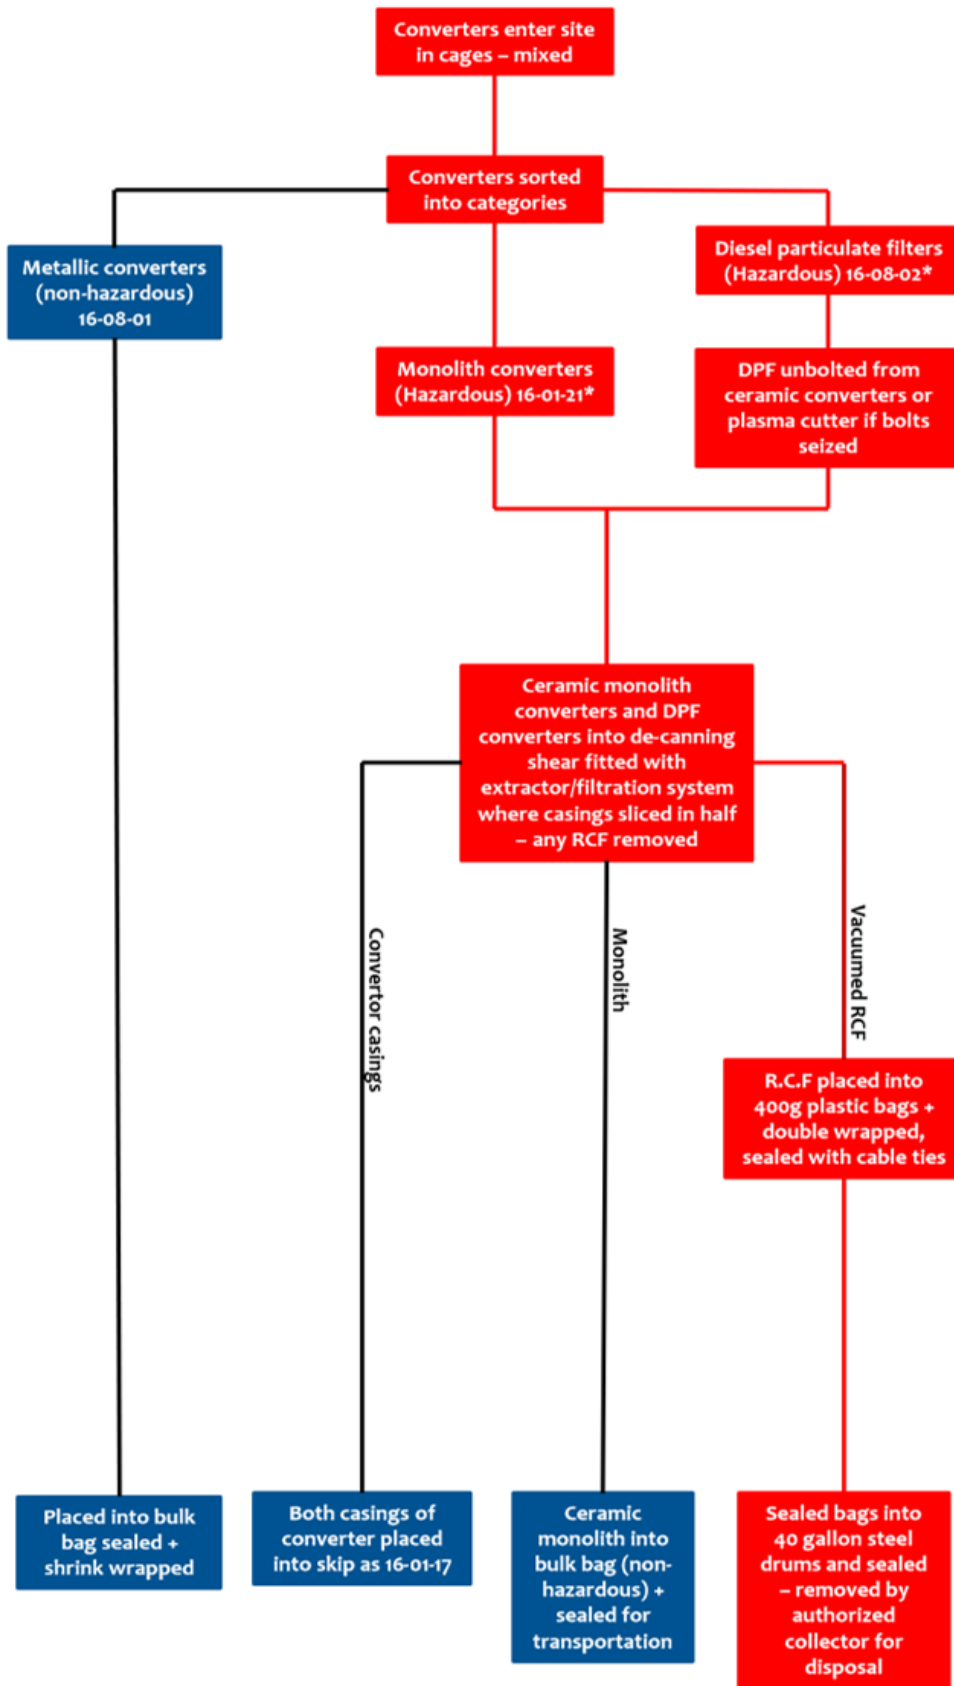 Converters enter site
in cages – mixed
Converters sorted
into categories
Metallic converters
(non-hazardous)
16-08-01
Diesel particulate filters
(Hazardous) 16-08-02*
Monolith converters
(Hazardous) 16-01-21*
DPF unbolted from
ceramic converters or
plasma cutter if bolts
seized
Ceramic monolith
converters and DPF
converters into de-canning
shear fitted with
extractor/filtration system
where casings sliced in half
– any RCF removed
Convertor casings
Monolith
Vacuumed RCF
R.C.F placed into
400g plastic bags +
double wrapped,
sealed with cable ties
Placed into bulk
bag sealed +
shrink wrapped
Both casings of
converter placed
into skip as 16-01-17
Ceramic
monolith into
bulk bag (non-
hazardous) +
sealed for
transportation
Sealed bags into
40 gallon steel
drums and sealed
– removed by
authorized
collector for
disposal